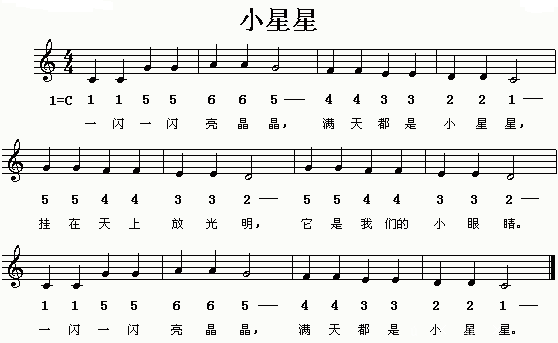 小星星
4
4
1=C 1 1 5 5 6 6 5— 4 4 3 3 2 2 1—
一闪一闪 亮晶晶, 满天都是 小星星,
5 5 4 4 3 3 2— 5 5 4 4 3 3 2—
挂在天上 放光明, 它是我们的 小眼睛。
1 1 5 5 6 6 5— 4 4 3 3 2 2 1—
一闪一闪 亮晶晶, 满天都是 小星星。